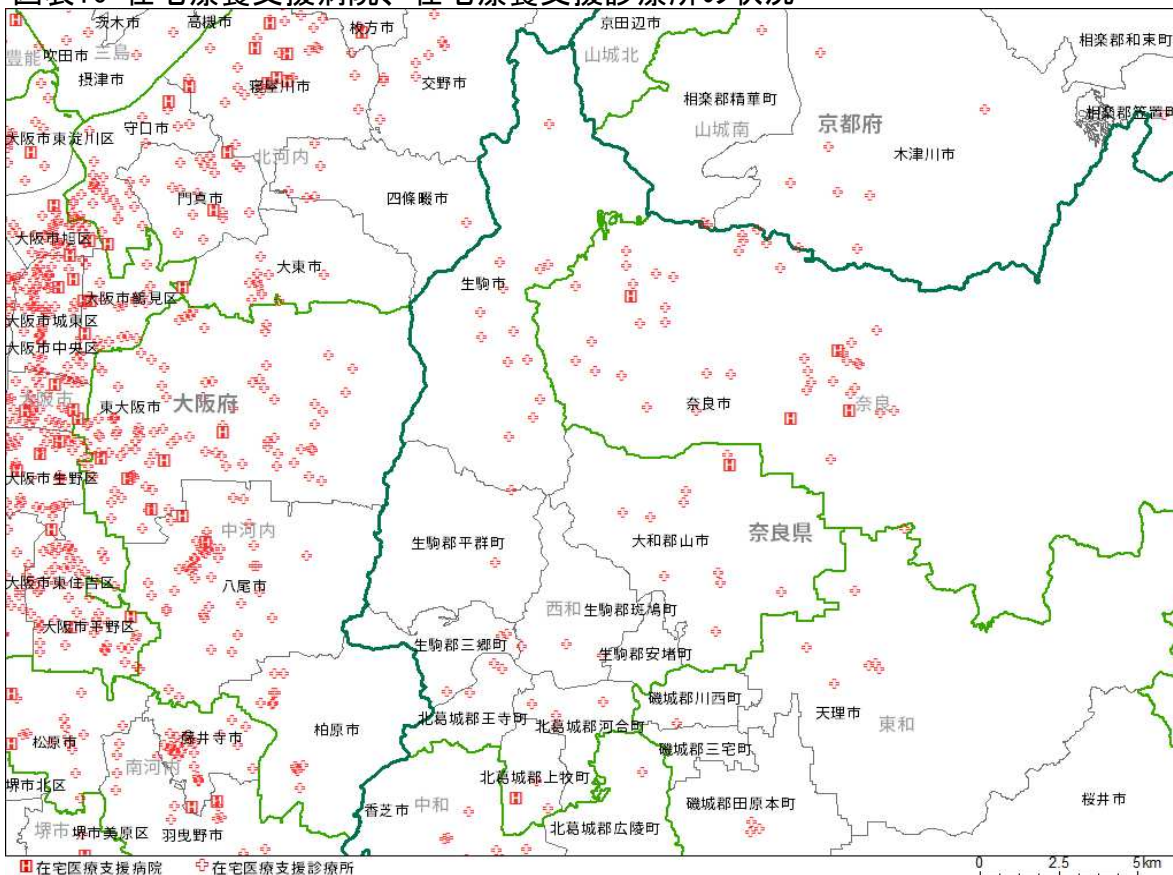 茨木市
高槻市
枚方市
京田辺市
相楽郡和束町
豊能
吹田市
三島
摂津市
寝屋川市
交野市
山城北
相楽郡精華町
山城南
京都府
相楽郡笠置町
木津川市
大阪市東淀川区
守口市
北河内
門真市
四條畷市
大阪市旭区
大東市
生駒市
大阪市鶴見区
大阪市城東区
大阪市中央区
大阪市
東大阪市
大阪府
奈良市
奈良
大阪市生野区
中河内
生駒郡平群町
大和郡山市
奈良県
大阪市東住吉区
八尾市
西和
生駒郡斑鳩町
大阪市平野区
生駒郡三郷町
生駒郡安堵町
磯城郡川西町
天理市
東和
松原市
藤井寺市
柏原市
北葛城郡王寺町
北葛城郡河合町
磯城郡三宅町
南河内
堺市北区
北葛城郡上牧町
香芝市
中和
磯城郡田原本町
桜井市
堺市
堺市美原区
羽曳野市
北葛城郡広陵町
在宅医療支援病院 在宅医療支援診療所
0 2.5 5km